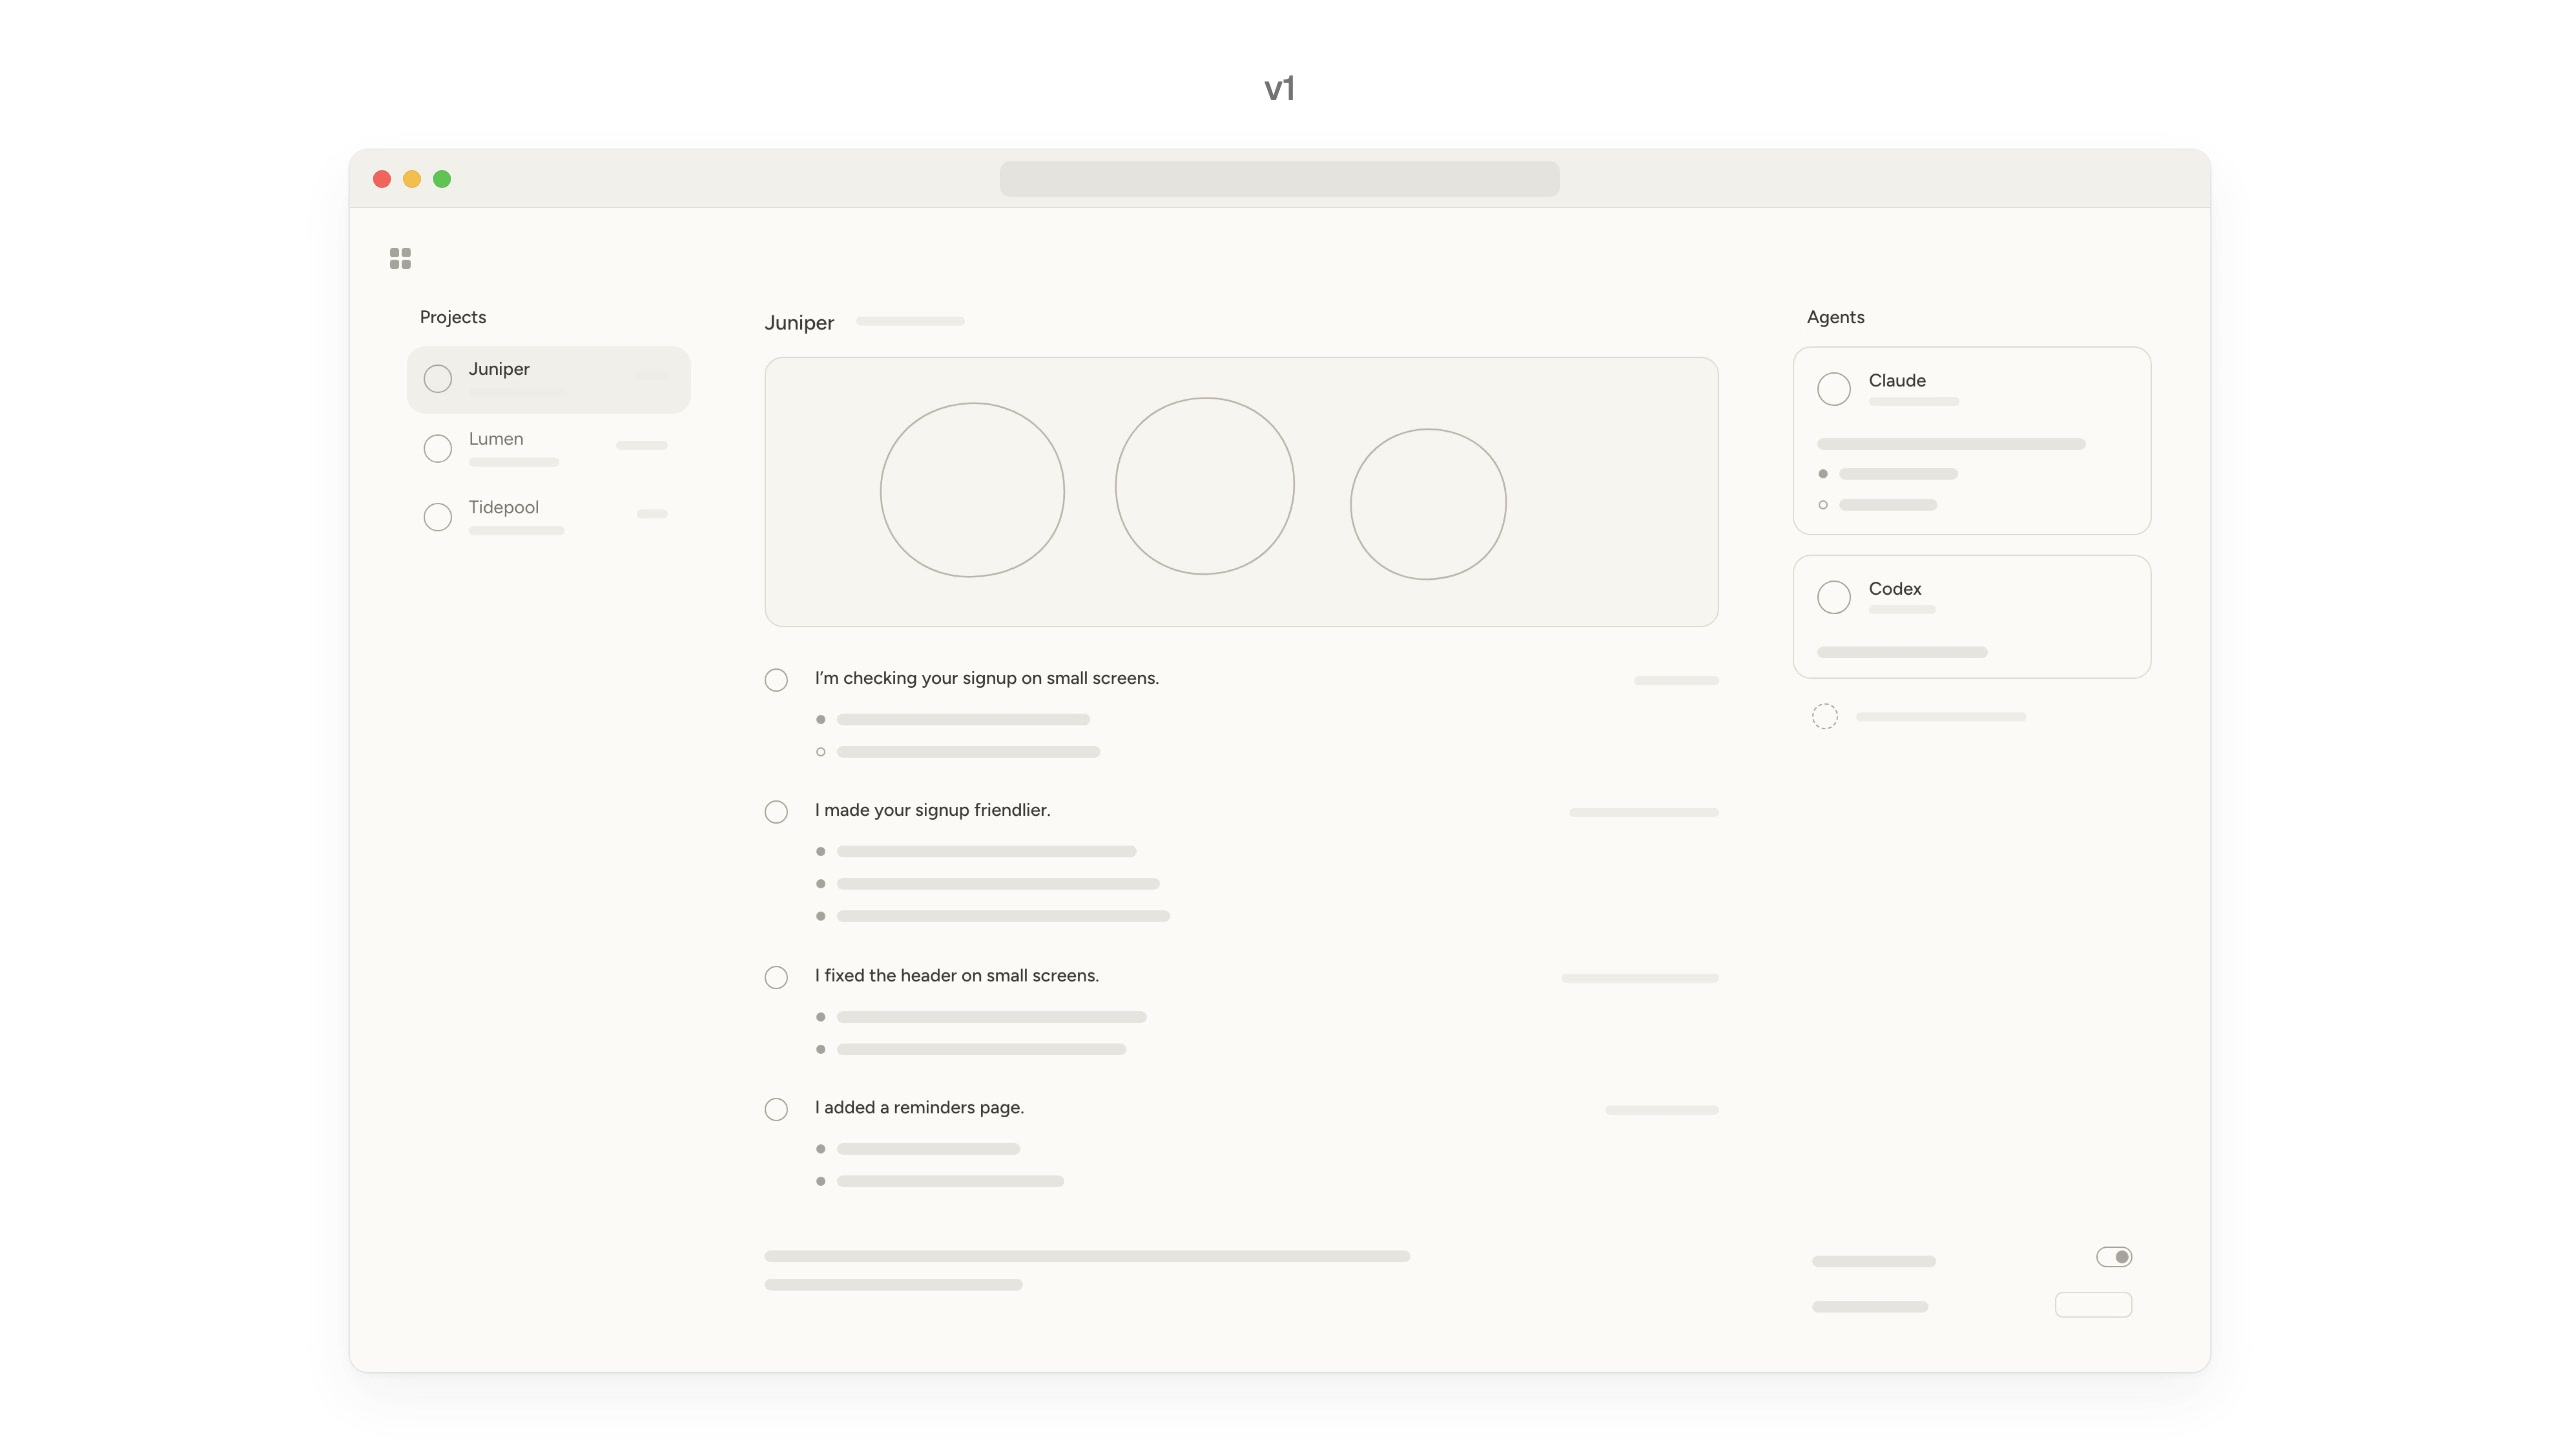 v1
Projects
Juniper
Lumen
Tidepool
Juniper
I'm checking your signup on small screens.
I made your signup friendlier.
I fixed the header on small screens.
I added a reminders page.
Agents
Claude
Codex